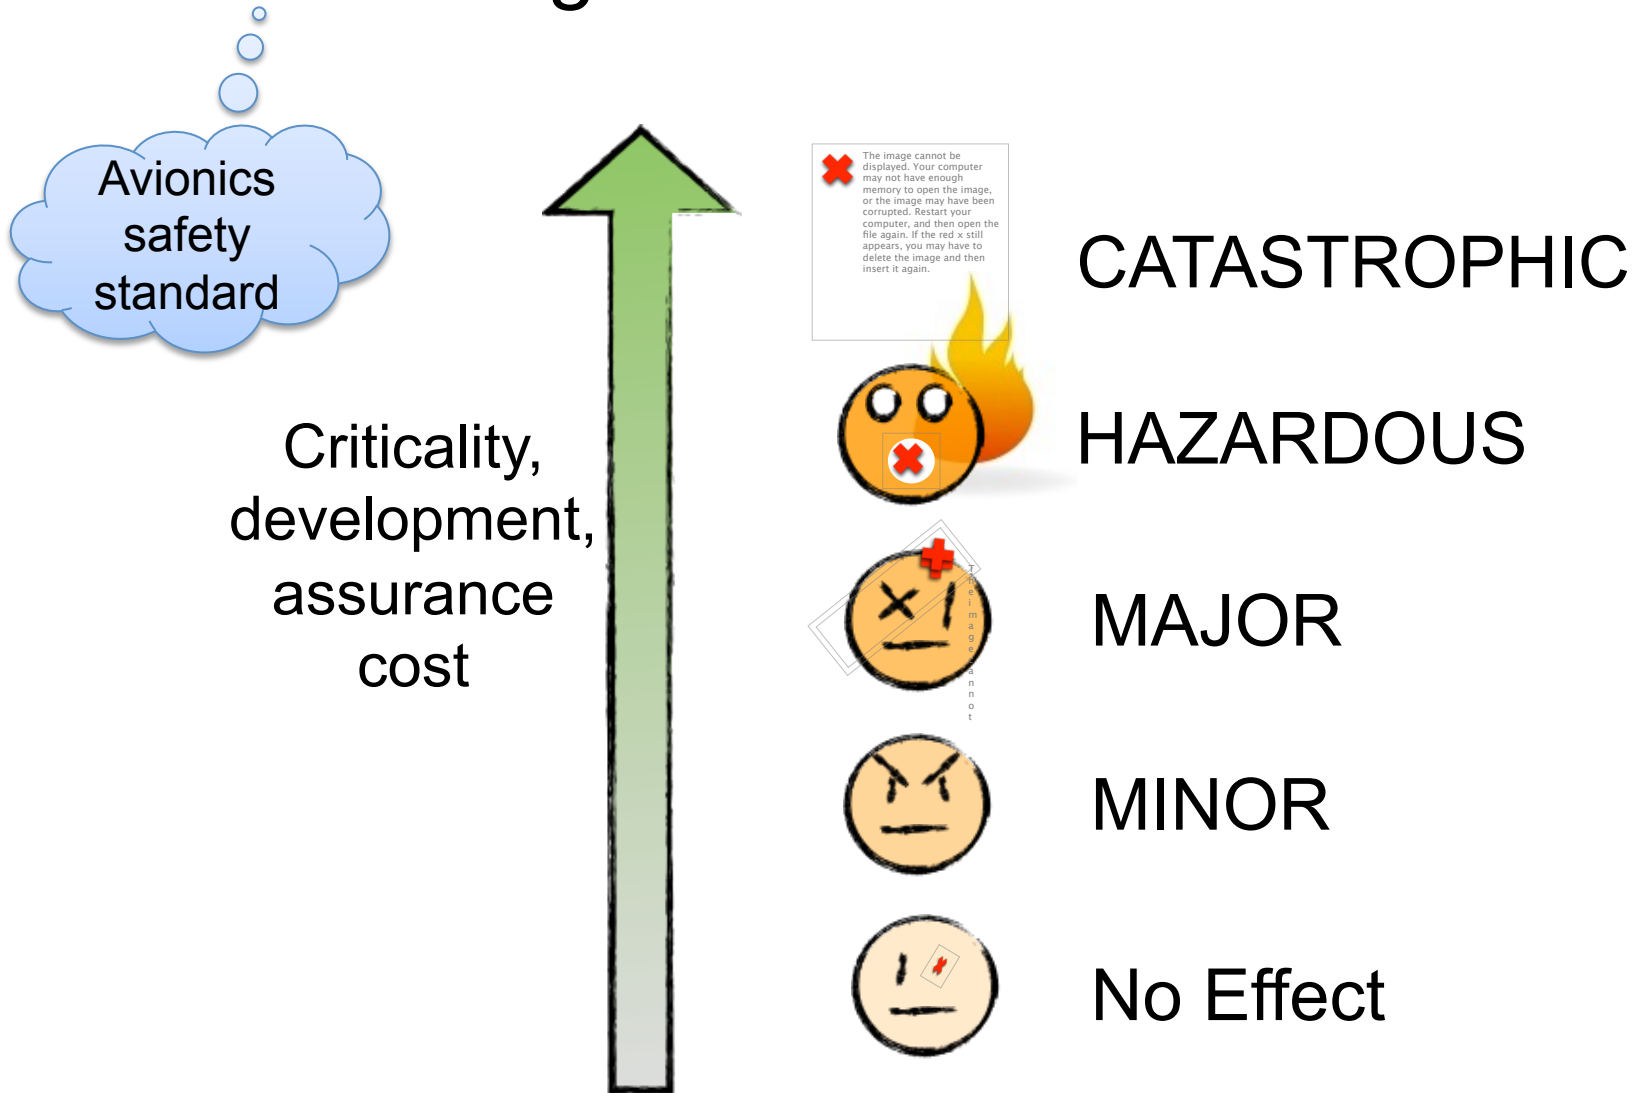 g
Avionics
safety
standard
The image cannot be
displayed. Your computer
may not have enough
memory to open the image,
or the image may have been
corrupted. Restart your
computer, and then open the
file again. If the red x still
appears, you may have to
delete the image and then
insert it again.
CATASTROPHIC
HAZARDOUS
Criticality,
development,
assurance
cost
MAJOR
MINOR
No Effect